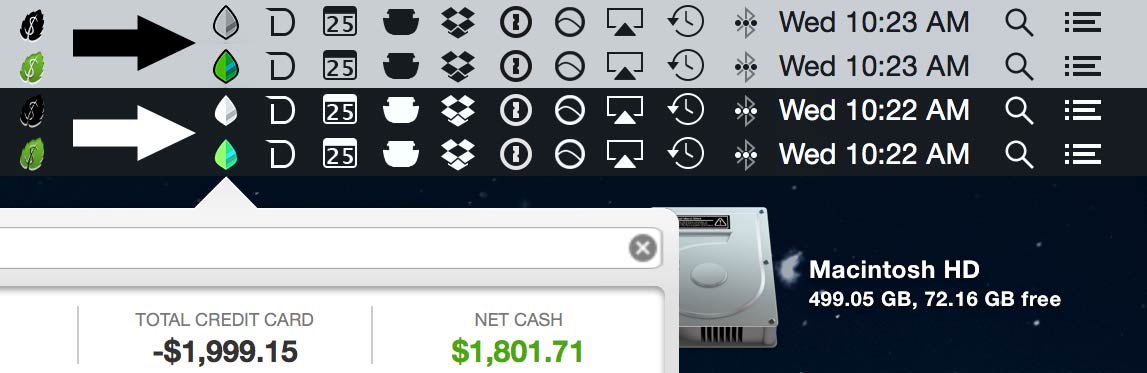 25 Wed 10:23 AM
25 Wed 10:23 AM
25 Wed 10:22 AM
25 Wed 10:22 AM
Macintosh HD
499.05 GB, 72.16 GB free
TOTAL CREDIT CARD NET CASH
-$1,999.15 $1,801.71